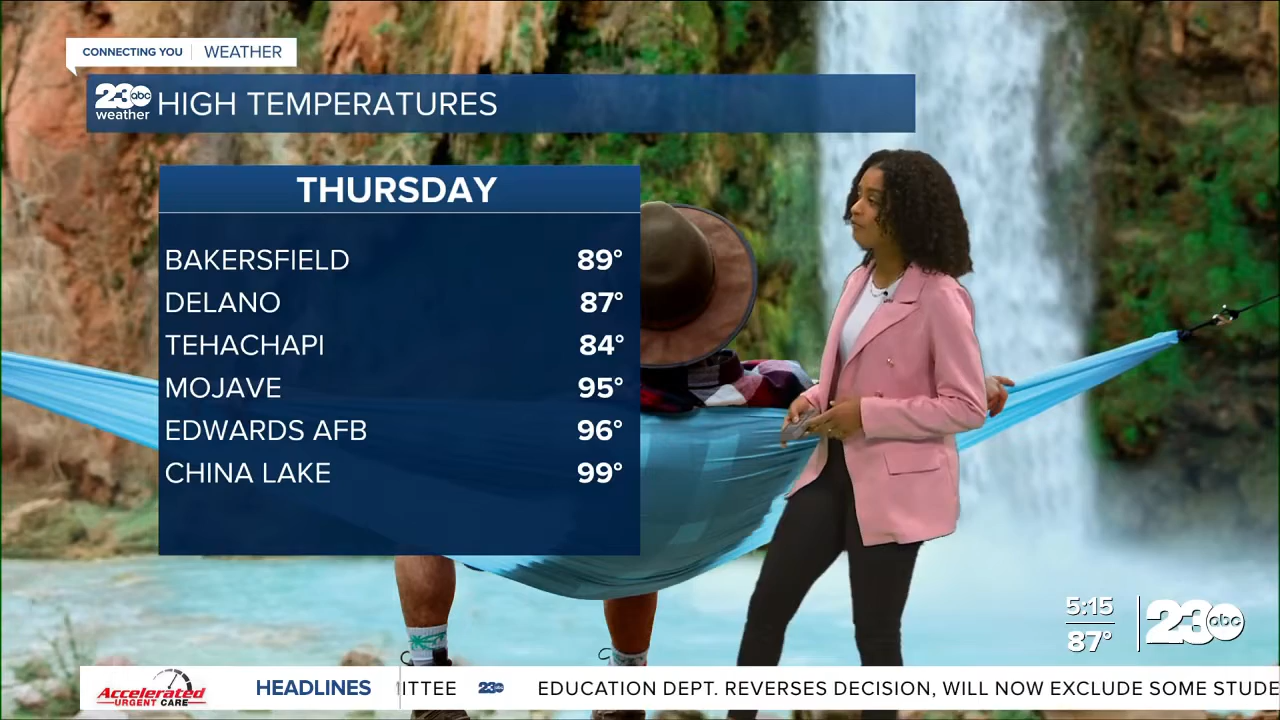 CONNECTING YOU | WEATHER
23 abc
weather
HIGH TEMPERATURES
THURSDAY
BAKERSFIELD 89°
DELANO 87°
TEHACHAPI 84°
MOJAVE 95°
EDWARDS AFB 96°
CHINA LAKE 99°
5:15
87°
23 abc
Accelerated
URGENT CARE
HEADLINES
ITTEE 23 abc EDUCATION DEPT. REVERSES DECISION, WILL NOW EXCLUDE SOME STUDE